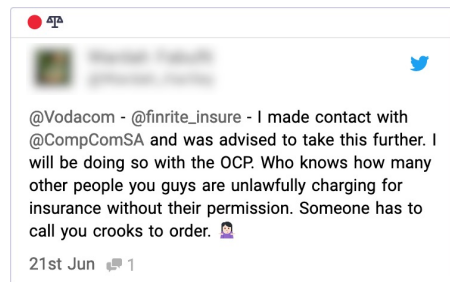 @Vodacom - @finrite_insure - I made contact with
@CompComSA and was advised to take this further. I
will be doing so with the OCP. Who knows how many
other people you guys are unlawfully charging for
insurance without their permission. Someone has to
call you crooks to order. 🤷🏻‍♀️
21st Jun 1